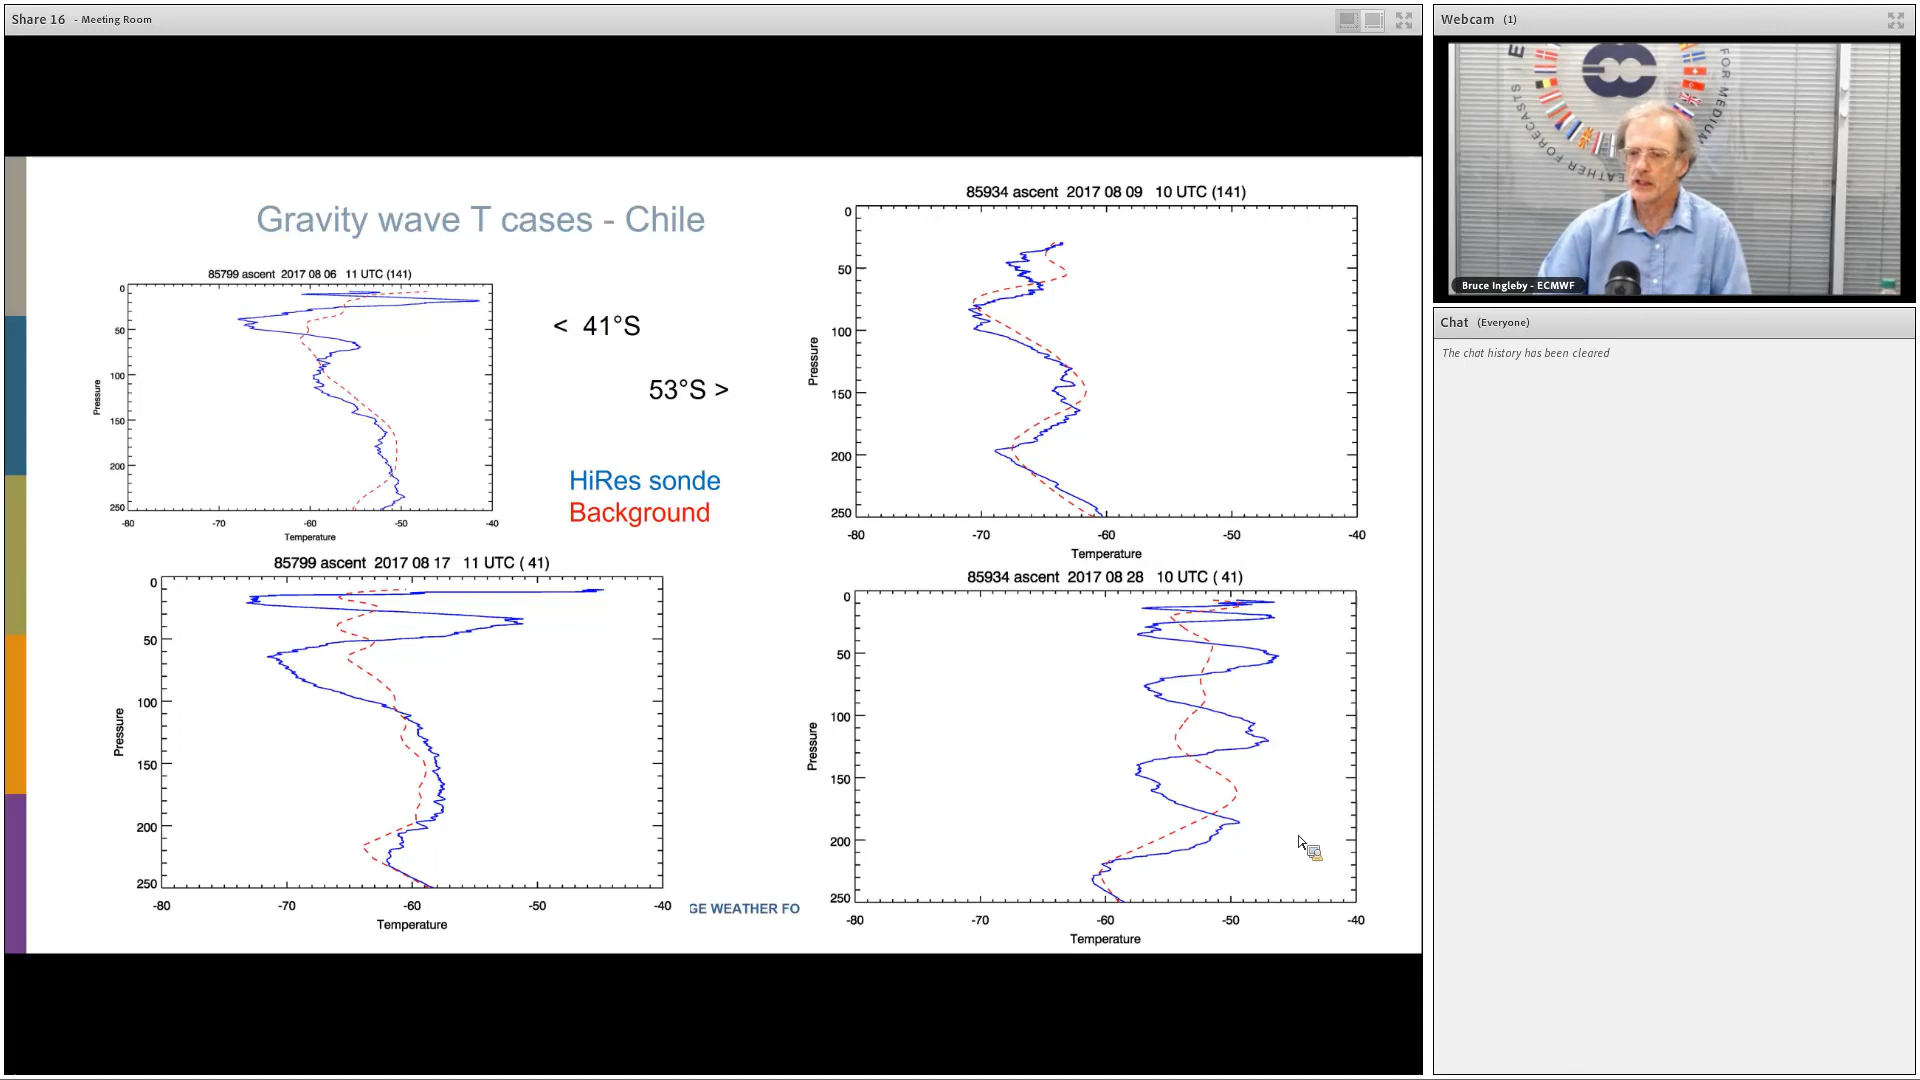 Share 16 - Meeting Room
Gravity wave T cases - Chile
85799 ascent 2017 08 06 11 UTC (141)
0
50
100
150
200
250
Pressure
-80 -70 -60 -50 -40
Temperature
< 41°S
53°S >
HiRes sonde
Background
85934 ascent 2017 08 09 10 UTC (141)
0
50
100
150
200
250
Pressure
-80 -70 -60 -50 -40
Temperature
85799 ascent 2017 08 17 11 UTC ( 41)
0
50
100
150
200
250
Pressure
-80 -70 -60 -50 -40
Temperature
GE WEATHER FO
85934 ascent 2017 08 28 10 UTC ( 41)
0
50
100
150
200
250
Pressure
-80 -70 -60 -50 -40
Temperature
Webcam (1)
E
FOR MEDIUM
EATHER FORECASTS
Bruce Ingleby - ECMWF
Chat (Everyone)
The chat history has been cleared